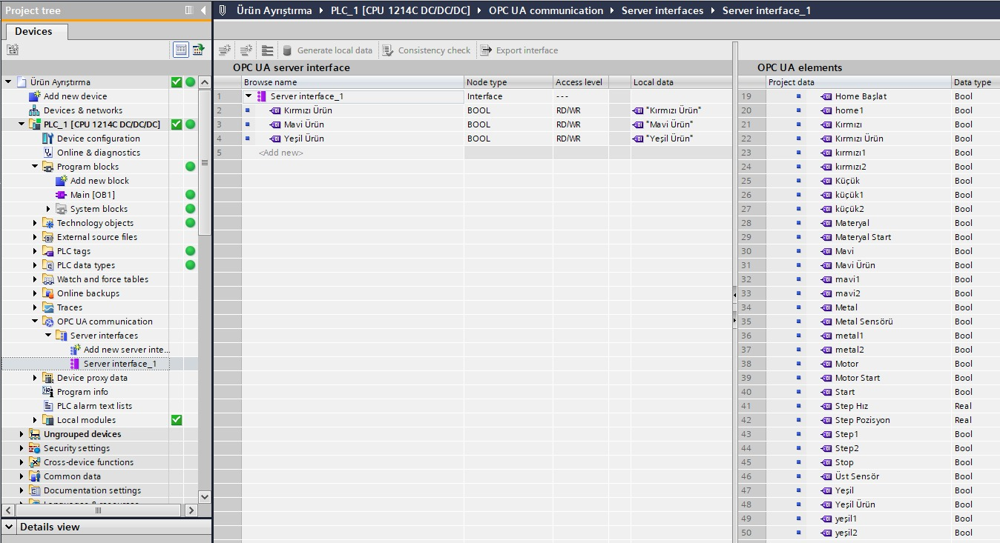 Project tree
Ürün Ayrıştırma PLC_1 [CPU 1214C DC/DC/DC] OPC UA communication Server interfaces Server interface_1
Devices
Generate local data Consistency check Export interface
OPC UA server interface
OPC UA elements
Ürün Ayrıştırma
Add new device
Devices & networks
PLC_1 [CPU 1214C DC/DC/DC]
Device configuration
Online & diagnostics
Program blocks
Add new block
Main [OB1]
System blocks
Technology objects
External source files
PLC tags
PLC data types
Watch and force tables
Online backups
Traces
OPC UA communication
Server interfaces
Add new server inte...
Server interface_1
Device proxy data
Program info
PLC alarm text lists
Local modules
Ungrouped devices
Security settings
Cross-device functions
Common data
Documentation settings
Languages & resources
Details view
Browse name Node type Access level Local data
1 Server interface_1 Interface ---
2 Kırmızı Ürün BOOL RD/WR "Kırmızı Ürün"
3 Mavi Ürün BOOL RD/WR "Mavi Ürün"
4 Yeşil Ürün BOOL RD/WR "Yeşil Ürün"
5 <Add new>
Project data Data type
19 Home Başlat Bool
20 home1 Bool
21 Kırmızı Bool
22 Kırmızı Ürün Bool
23 kırmızı1 Bool
24 kırmızı2 Bool
25 Küçük Bool
26 küçük1 Bool
27 küçük2 Bool
28 Materyal Bool
29 Materyal Start Bool
30 Mavi Bool
31 Mavi Ürün Bool
32 mavi1 Bool
33 mavi2 Bool
34 Metal Bool
35 Metal Sensörü Bool
36 metal1 Bool
37 metal2 Bool
38 Motor Bool
39 Motor Start Bool
40 Start Bool
41 Step Hız Real
42 Step Pozisyon Real
43 Step1 Bool
44 Step2 Bool
45 Stop Bool
46 Üst Sensör Bool
47 Yeşil Bool
48 Yeşil Ürün Bool
49 yeşil1 Bool
50 yeşil2 Bool